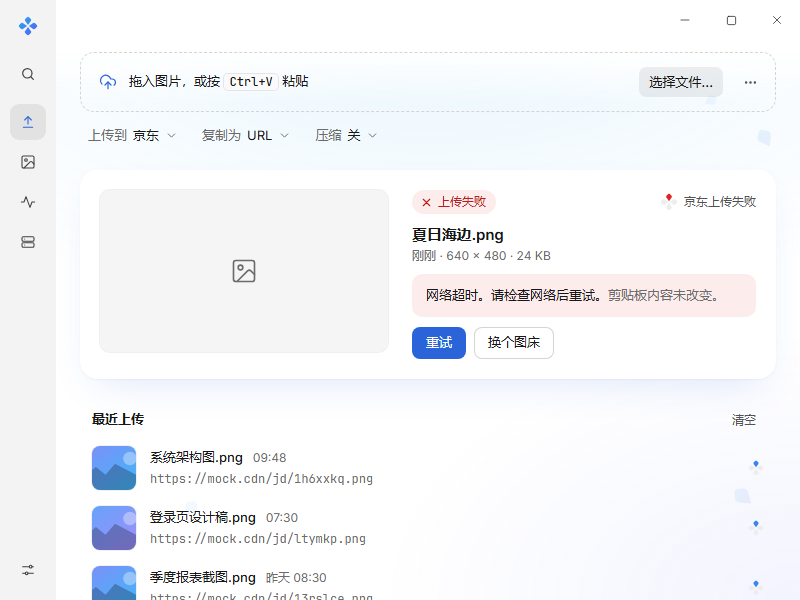 拖入图片，或按 Ctrl+V 粘贴
选择文件...
上传到 京东 复制为 URL 压缩 关
上传失败
京东上传失败
夏日海边.png
刚刚 · 640 × 480 · 24 KB
网络超时。请检查网络后重试。剪贴板内容未改变。
重试 换个图床
最近上传 清空
系统架构图.png 09:48
https://mock.cdn/jd/1h6xxkq.png
登录页设计稿.png 07:30
https://mock.cdn/jd/ltymkp.png
季度报表截图.png 昨天 08:30
https://mock.cdn/jd/13rslce.png